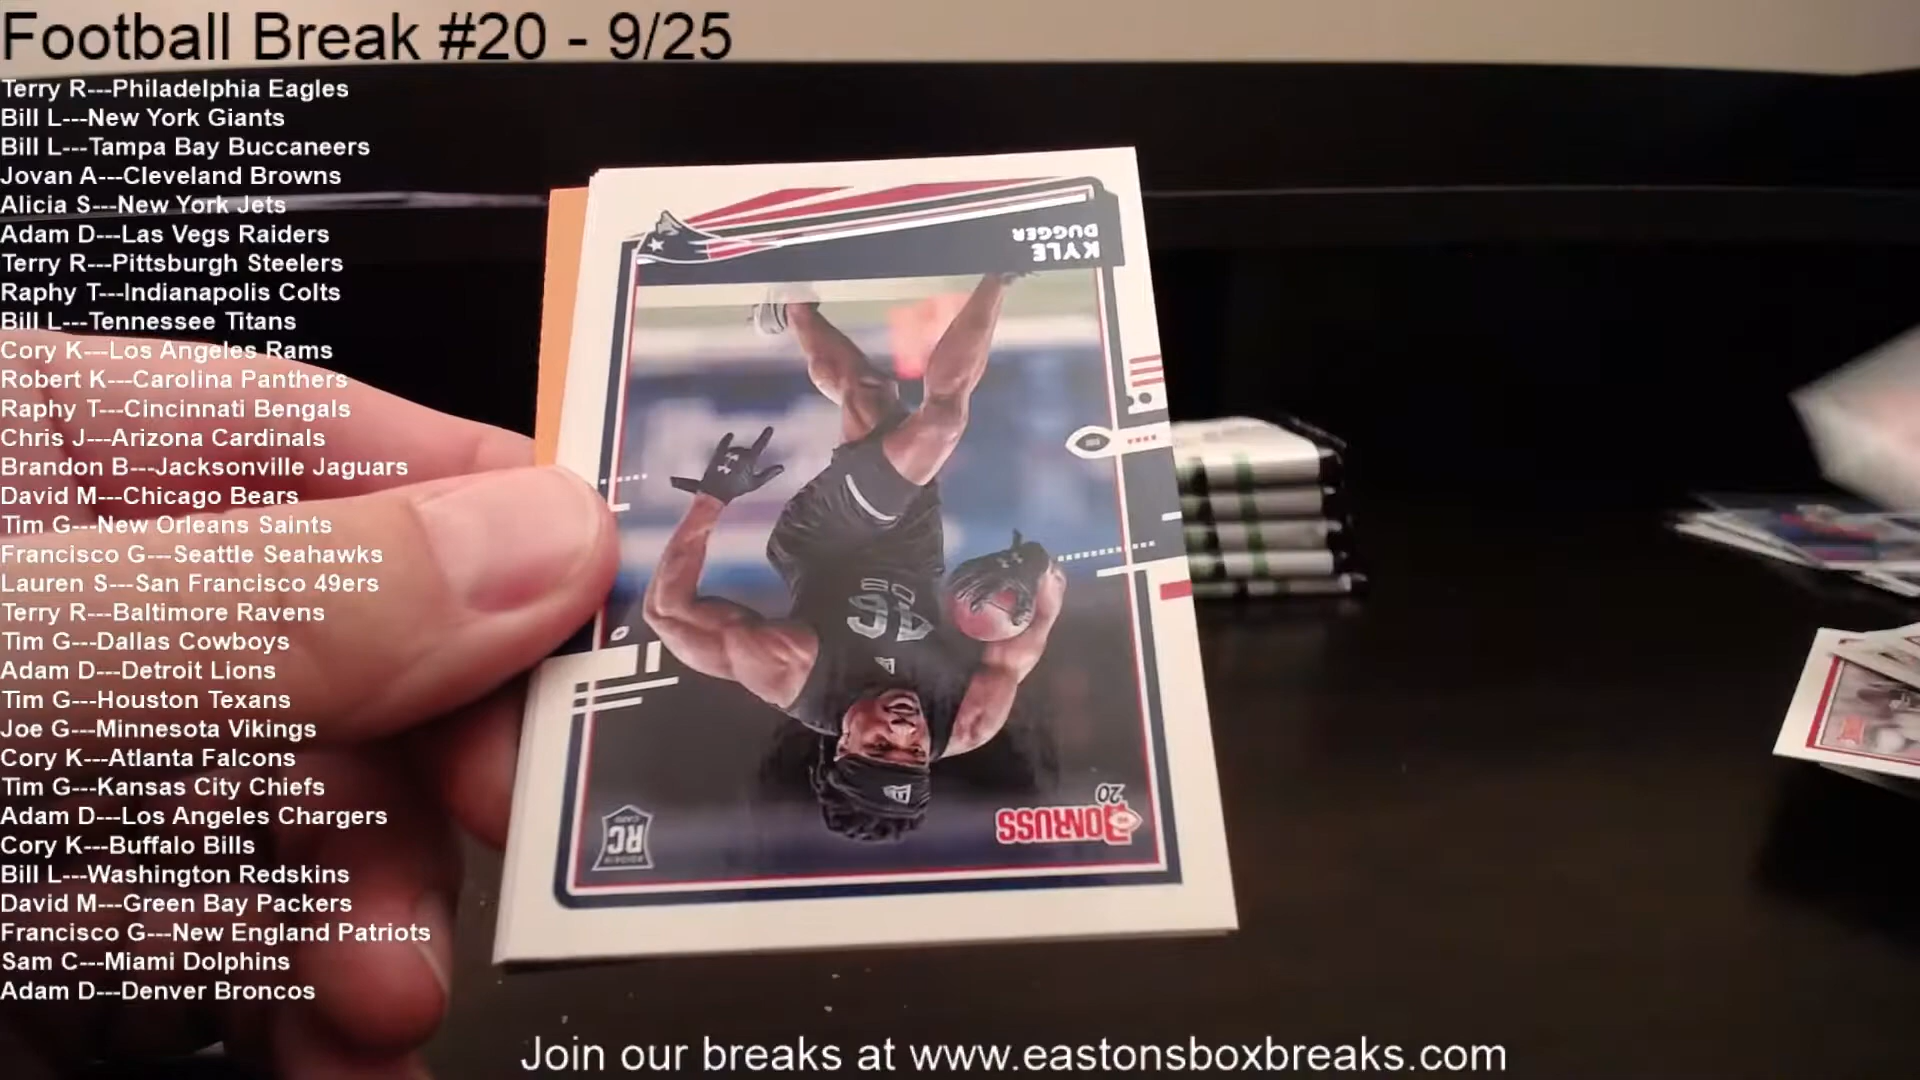 Football Break #20 - 9/25
Terry R---Philadelphia Eagles
Bill L---New York Giants
Bill L---Tampa Bay Buccaneers
Jovan A---Cleveland Browns
Alicia S---New York Jets
Adam D---Las Vegs Raiders
Terry R---Pittsburgh Steelers
Raphy T---Indianapolis Colts
Bill L---Tennessee Titans
Cory K---Los Angeles Rams
Robert K---Carolina Panthers
Raphy T---Cincinnati Bengals
Chris J---Arizona Cardinals
Brandon B---Jacksonville Jaguars
David M---Chicago Bears
Tim G---New Orleans Saints
Francisco G---Seattle Seahawks
Lauren S---San Francisco 49ers
Terry R---Baltimore Ravens
Tim G---Dallas Cowboys
Adam D---Detroit Lions
Tim G---Houston Texans
Joe G---Minnesota Vikings
Cory K---Atlanta Falcons
Tim G---Kansas City Chiefs
Adam D---Los Angeles Chargers
Cory K---Buffalo Bills
Bill L---Washington Redskins
David M---Green Bay Packers
Francisco G---New England Patriots
Sam C---Miami Dolphins
Adam D---Denver Broncos
KYLE
DUGGER
20
DONRUSS
ROOKIE
RC
CARD
Join our breaks at www.eastonsboxbreaks.com